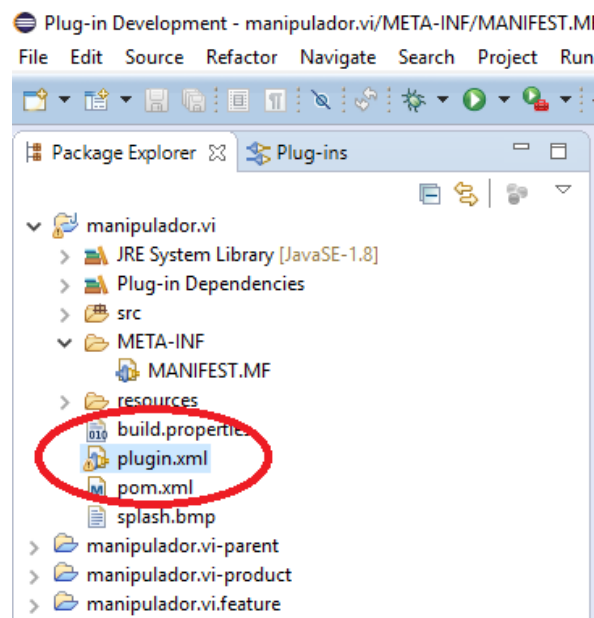 Plug-in Development - manipulador.vi/META-INF/MANIFEST.MF
File Edit Source Refactor Navigate Search Project Run
Package Explorer Plug-ins
manipulador.vi
JRE System Library [JavaSE-1.8]
Plug-in Dependencies
src
META-INF
MANIFEST.MF
resources
010 build.properties
plugin.xml
M pom.xml
splash.bmp
manipulador.vi-parent
manipulador.vi-product
manipulador.vi.feature